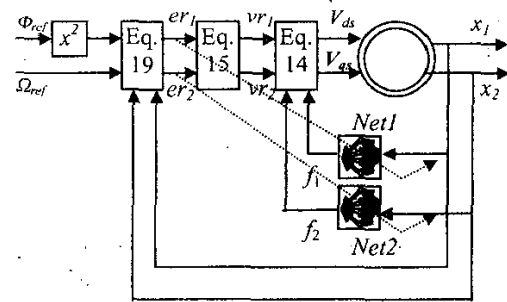 Φref x² Eq. 19 er1 er2 Eq. 15 vr1 vr2 Eq. 14 Vds Vqs x1 x2
Ωref
Net1
f1
f2
Net2